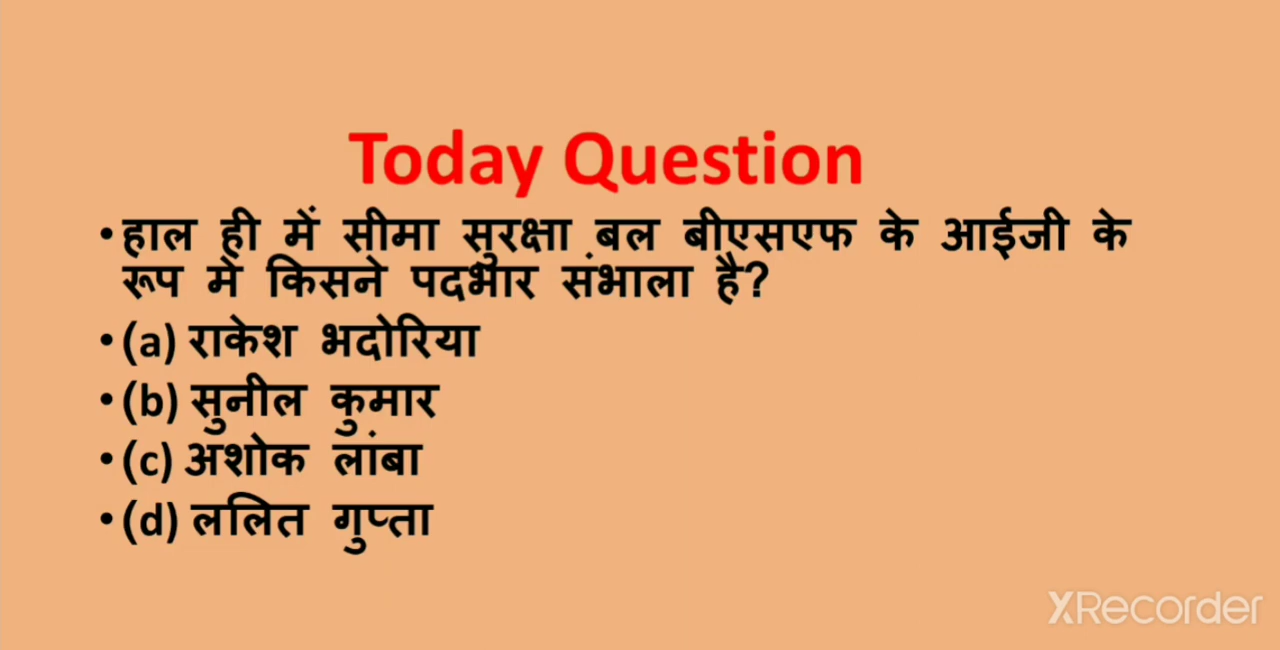 Today Question
•हाल ही में सीमा सुरक्षा बल बीएसएफ के आईजी के
रूप में किसने पदभार संभाला है?
•(a) राकेश भदोरिया
•(b) सुनील कुमार
•(c) अशोक लांबा
•(d) ललित गुप्ता
XRecorder